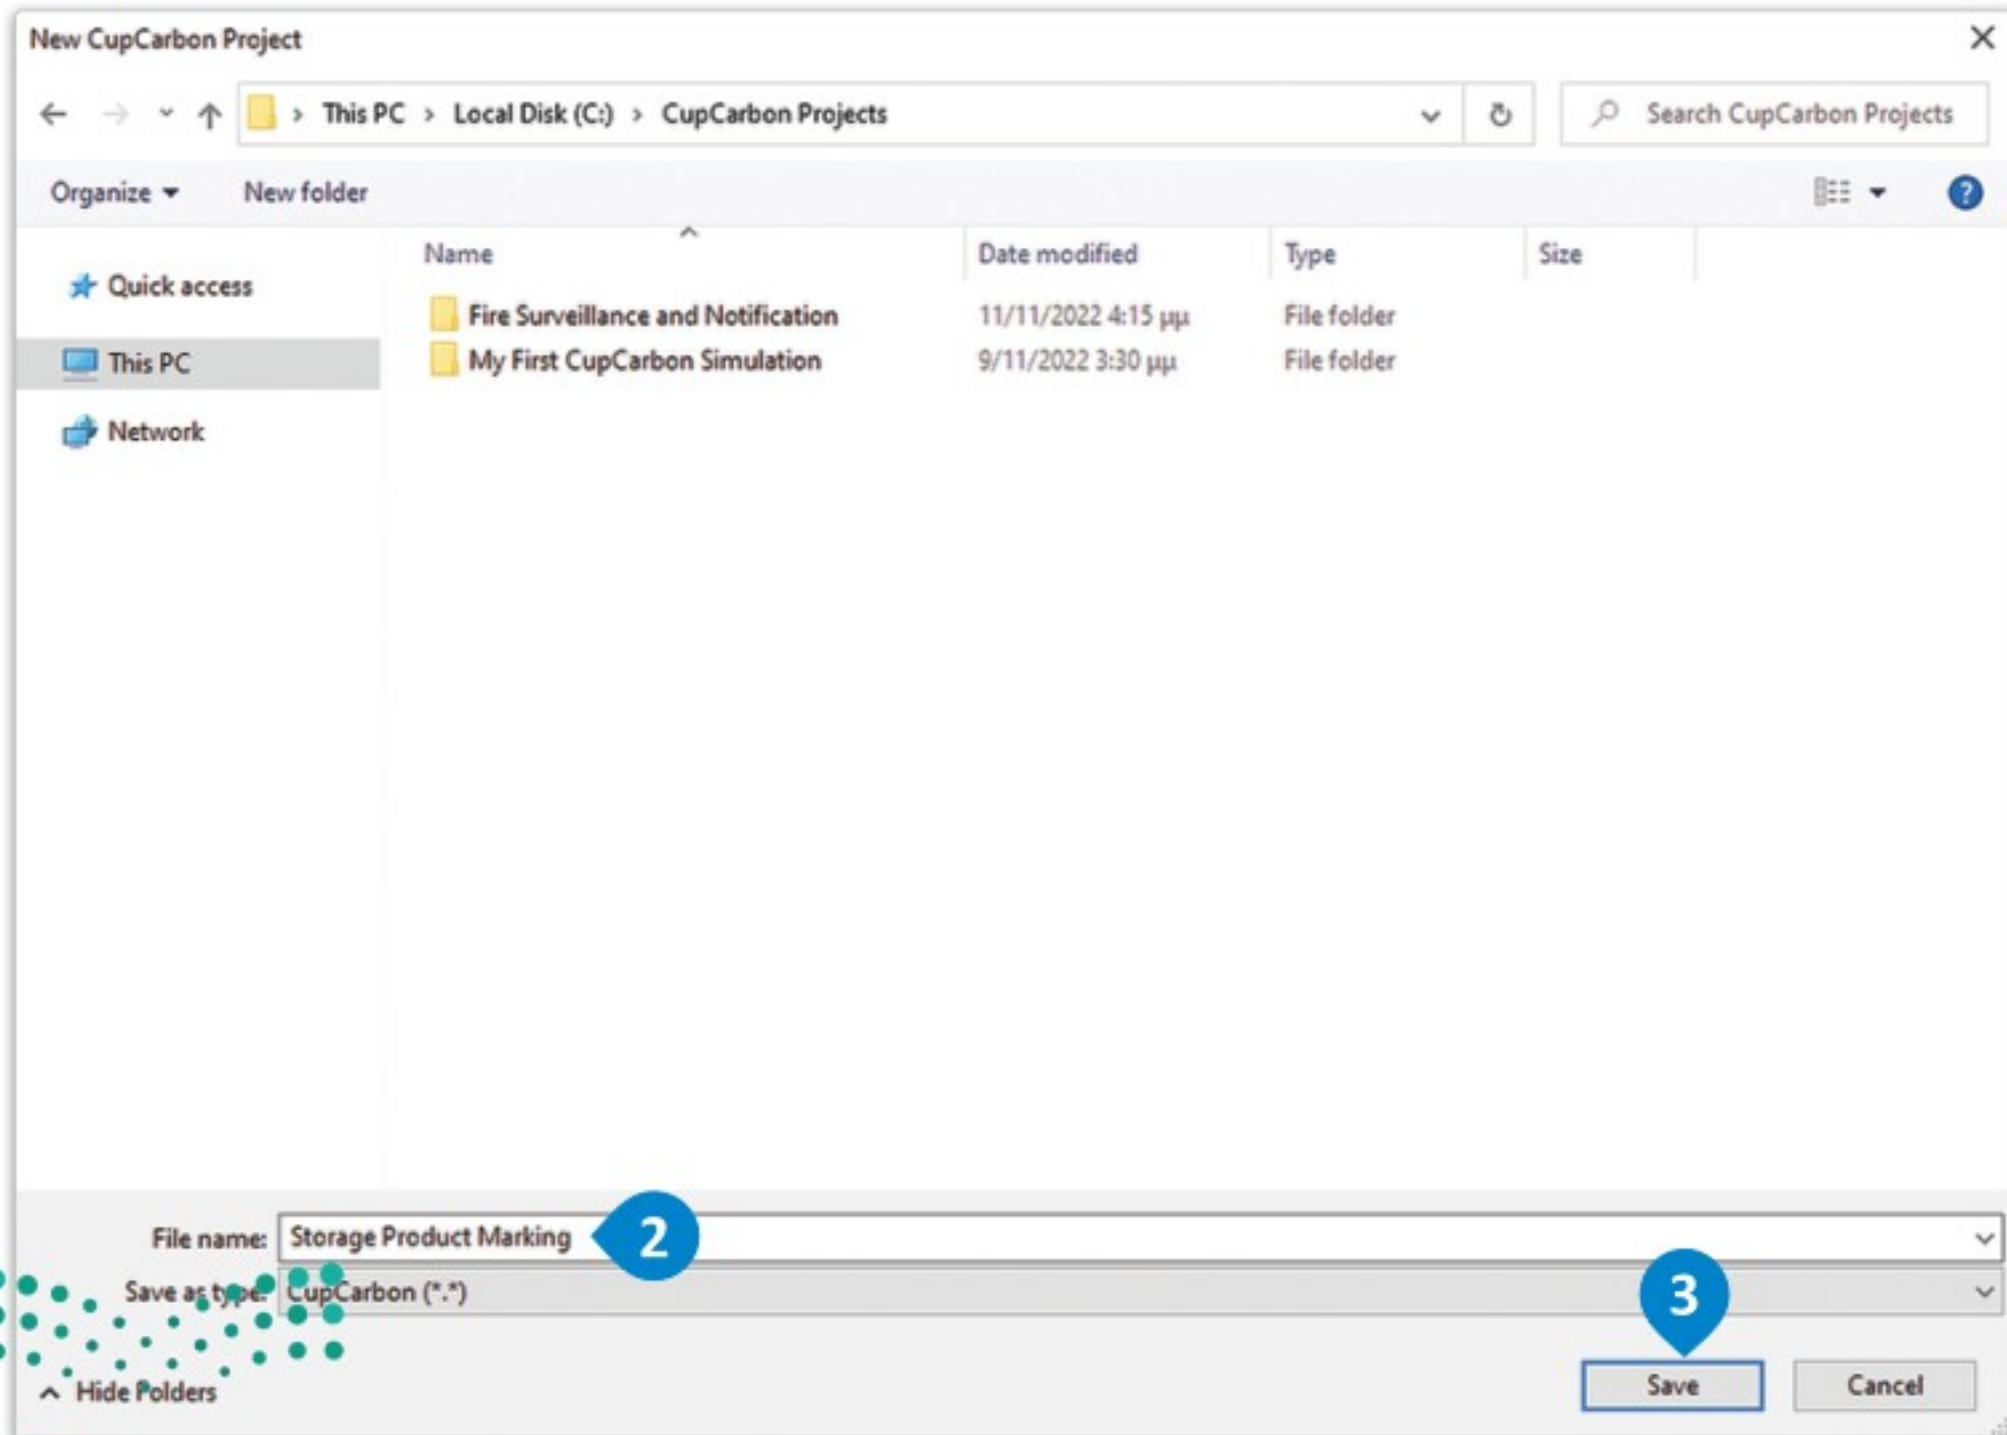 New CupCarbon Project
This PC > Local Disk (C:) > CupCarbon Projects
Search CupCarbon Projects
Organize
New folder
?
Name
Date modified
Type
Size
Quick access
This PC
Network
Fire Surveillance and Notification 11/11/2022 4:15 μμ File folder
My First CupCarbon Simulation 9/11/2022 3:30 μμ File folder
File name: Storage Product Marking
2
Save as type: CupCarbon (*.*)
3
Hide Folders
Save
Cancel